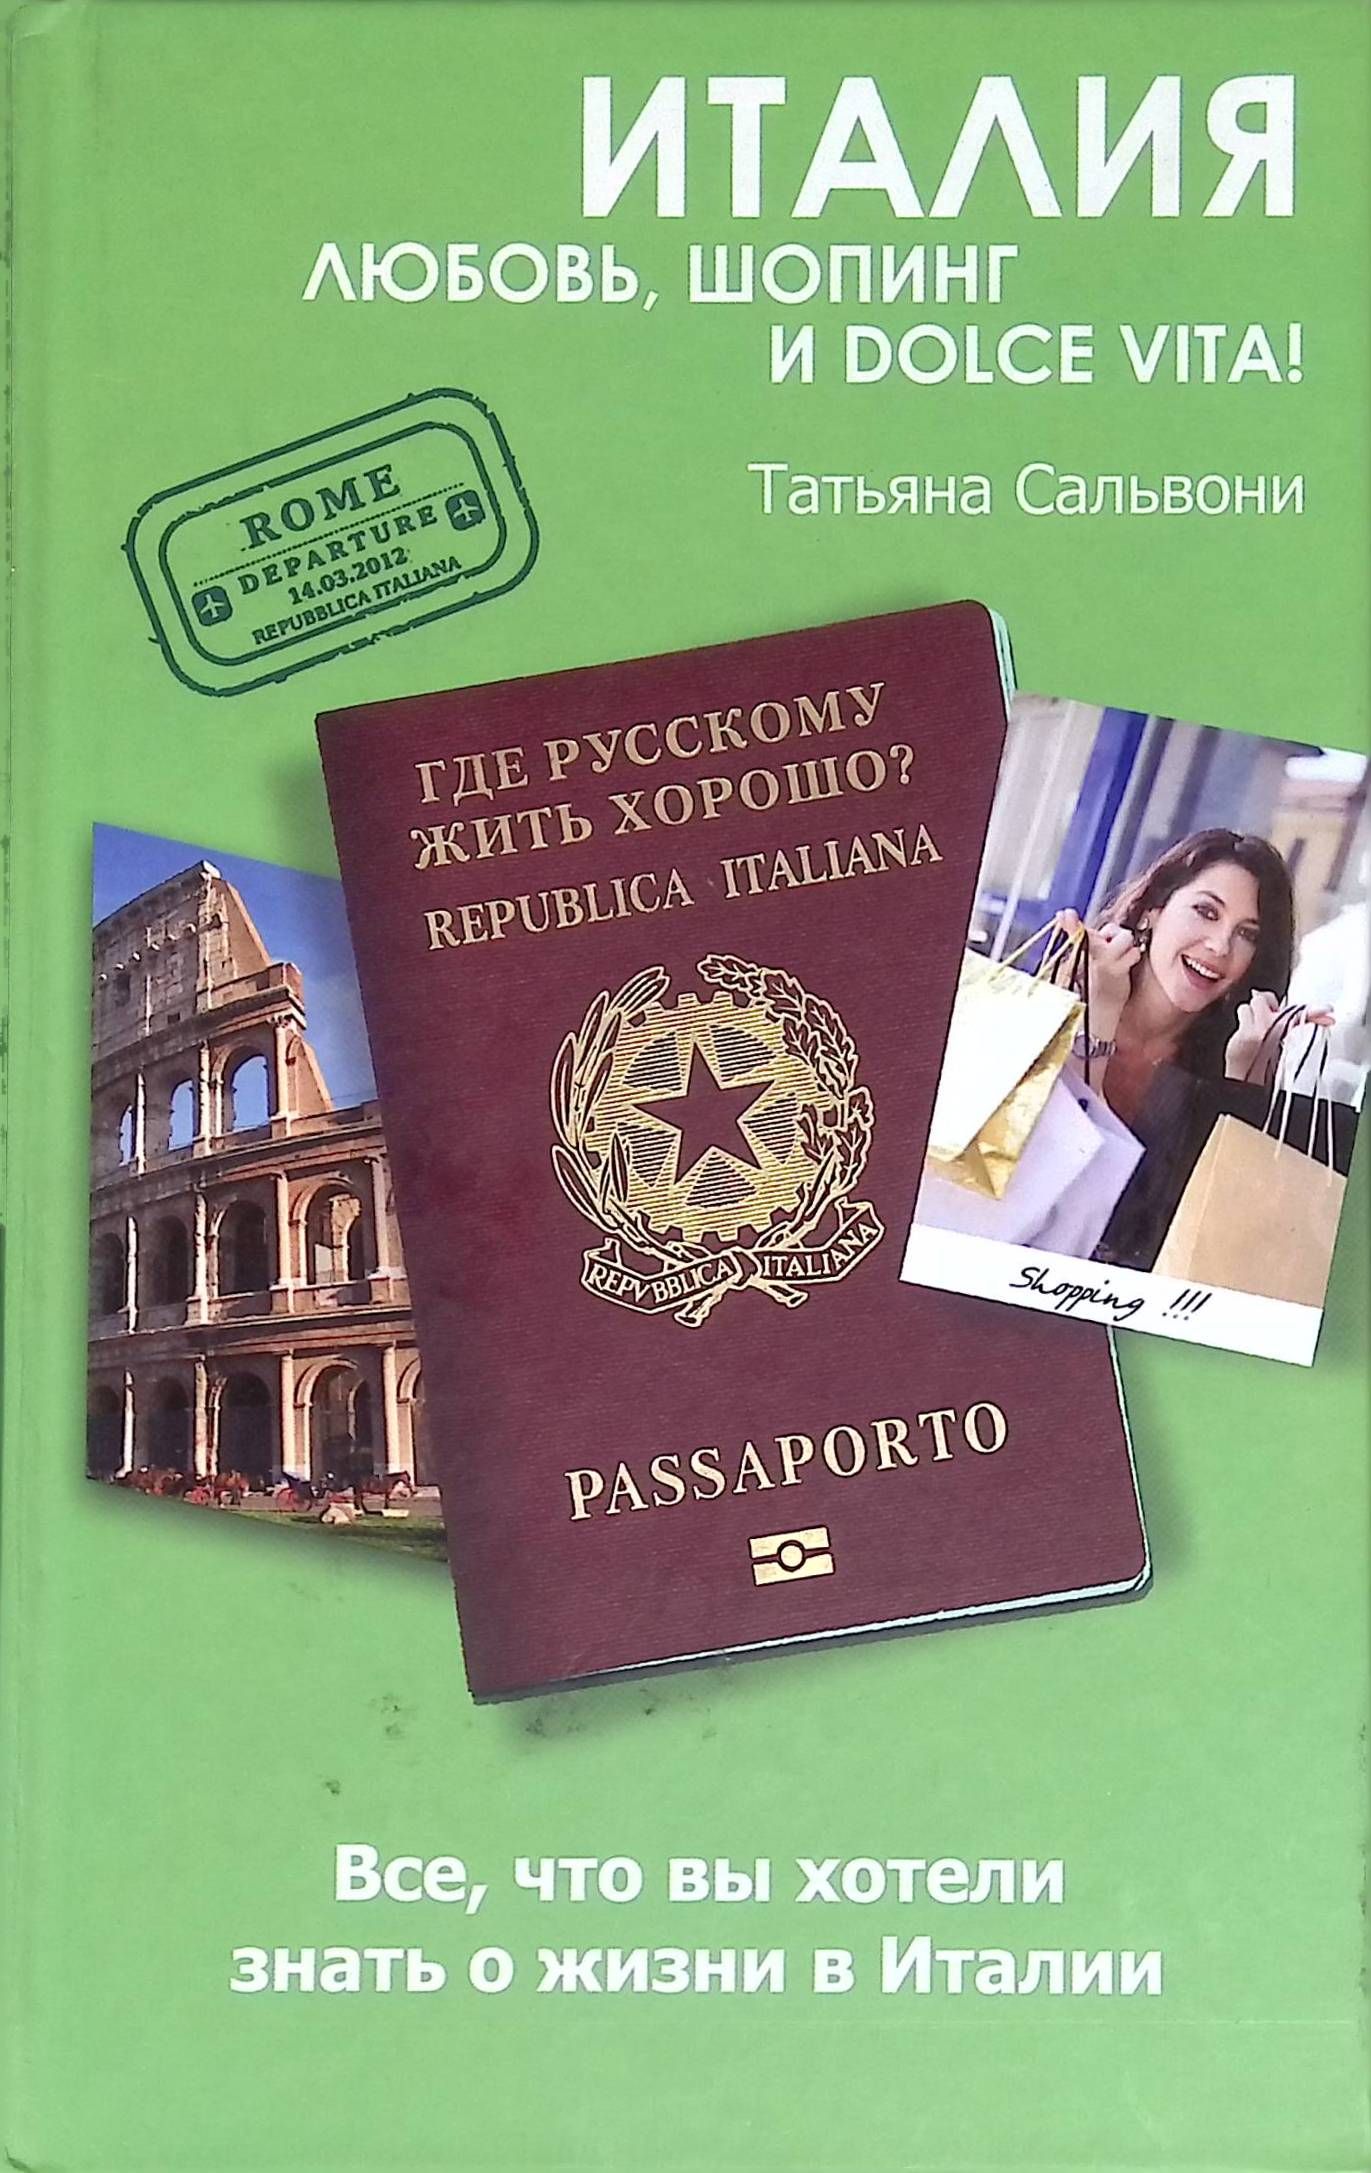 ИТАЛИЯ
ЛЮБОВЬ, ШОПИНГ
И DOLCE VITA!
Татьяна Сальвони
ROME
DEPARTURE
14.03.2012
REPUBBLICA ITALIANA
ГДЕ РУССКОМУ
ЖИТЬ ХОРОШО?
REPUBLICA ITALIANA
REPVBBLICA ITALIANA
Shopping !!!
PASSAPORTO
Все, что вы хотели
знать о жизни в Италии